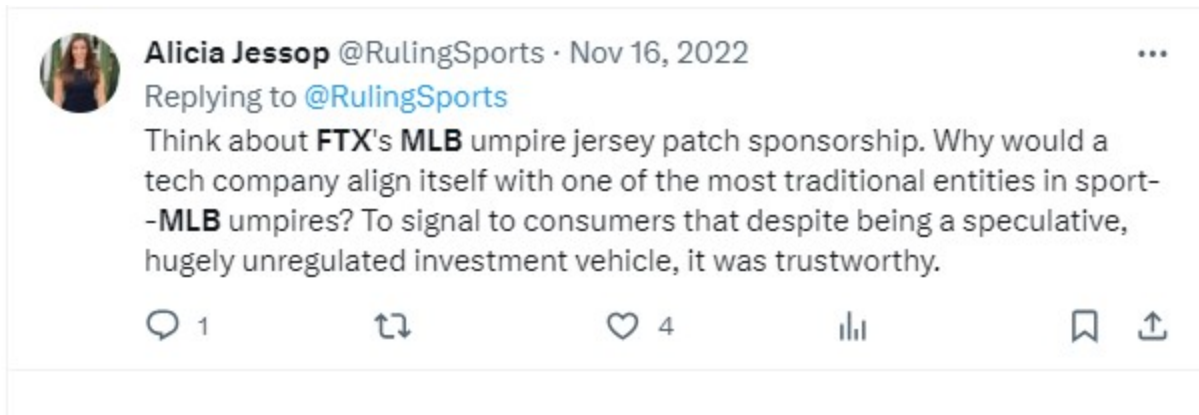 Alicia Jessop @RulingSports · Nov 16, 2022
Replying to @RulingSports
Think about FTX's MLB umpire jersey patch sponsorship. Why would a
tech company align itself with one of the most traditional entities in sport-
-MLB umpires? To signal to consumers that despite being a speculative,
hugely unregulated investment vehicle, it was trustworthy.
1 4